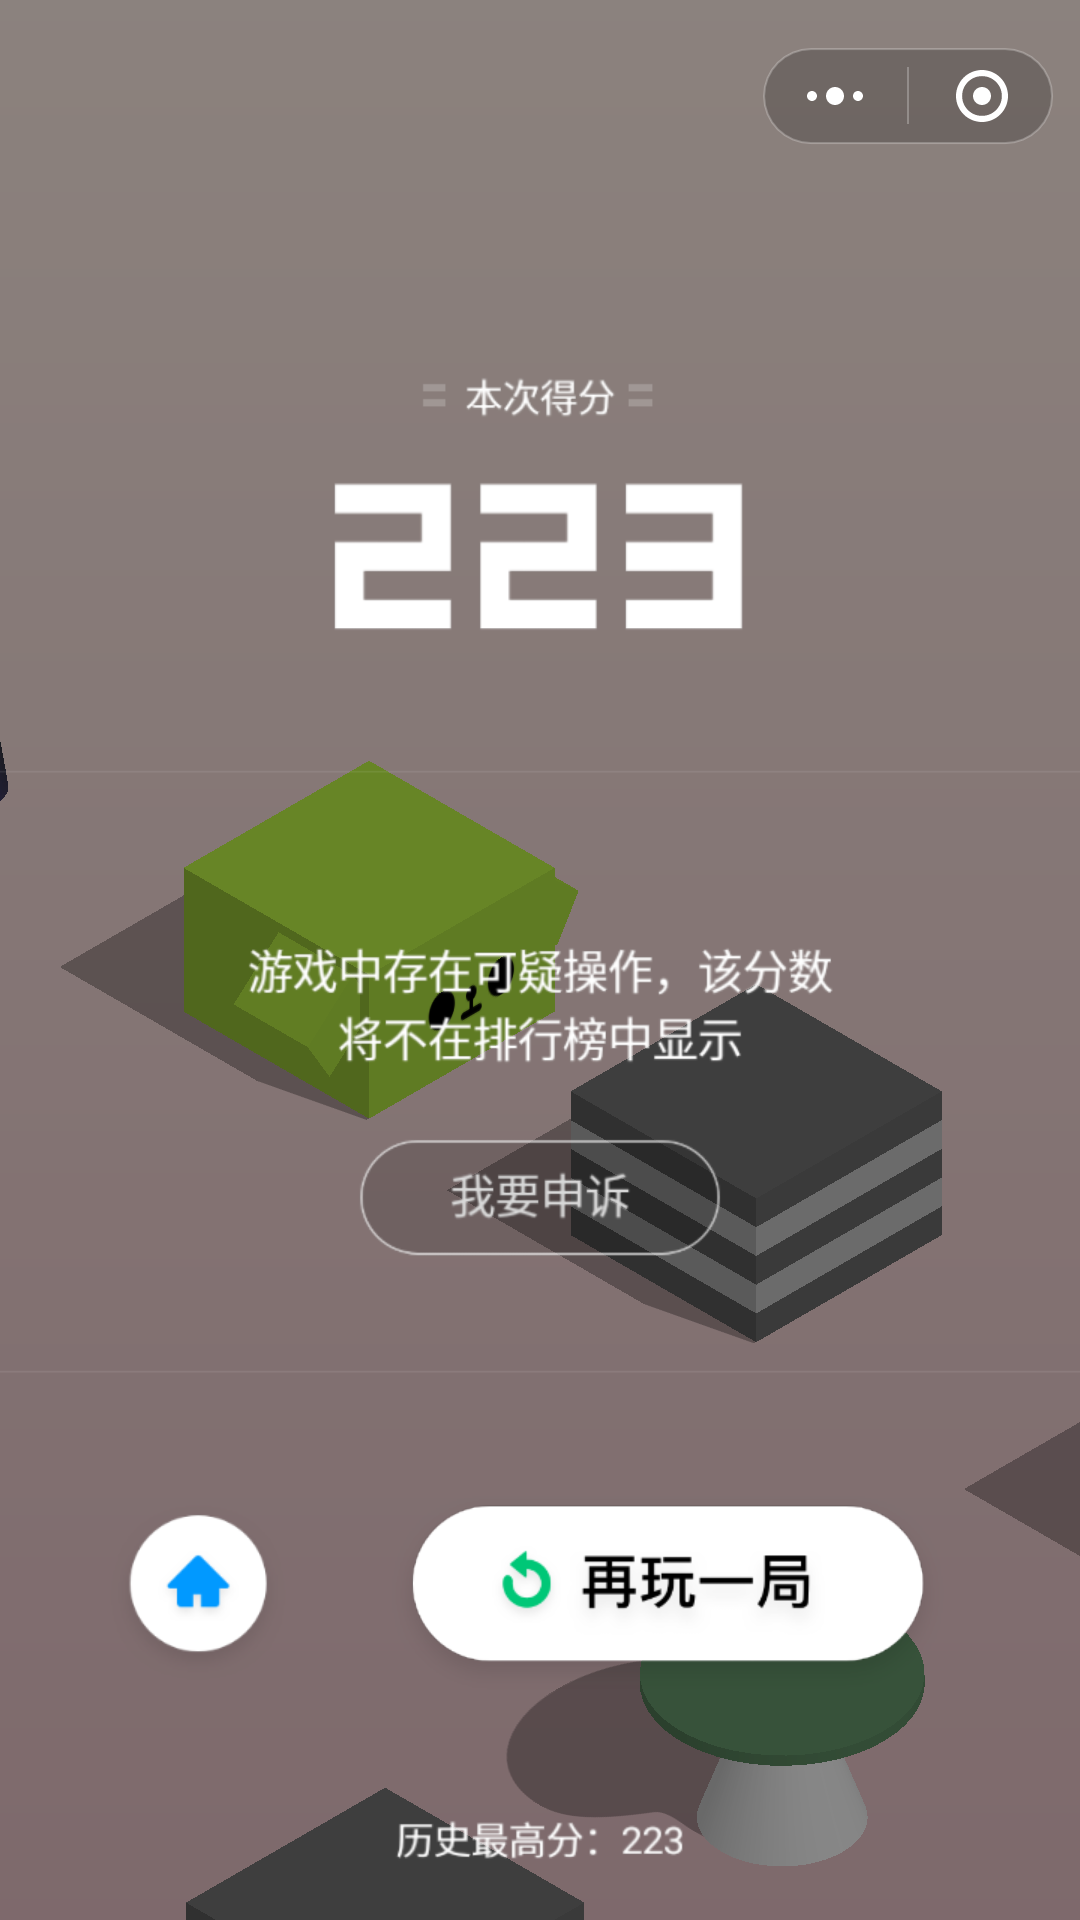 本次得分
223
游戏中存在可疑操作，该分数
将不在排行榜中显示
我要申诉
再玩一局
历史最高分：223